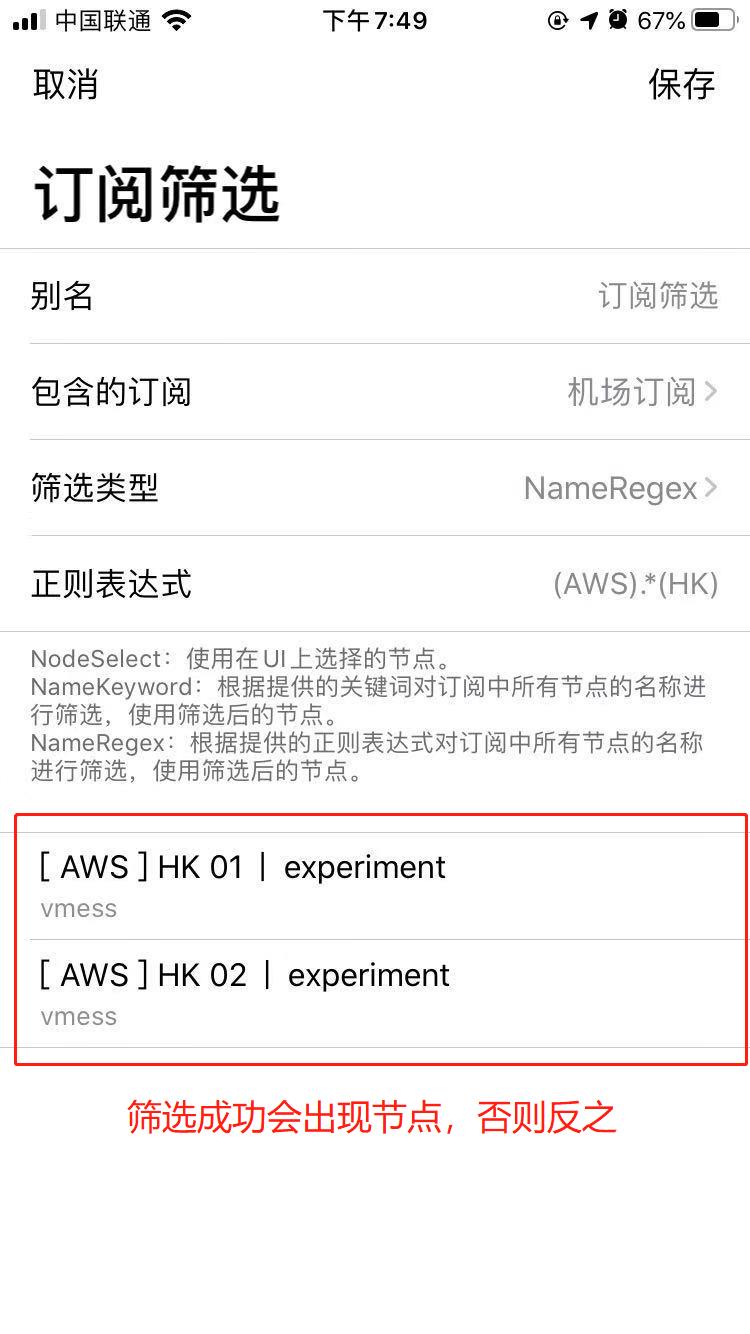 中国联通 下午7:49 67%
取消 保存
订阅筛选
别名 订阅筛选
包含的订阅 机场订阅
筛选类型 NameRegex
正则表达式 (AWS).*(HK)
NodeSelect：使用在UI上选择的节点。
NameKeyword：根据提供的关键词对订阅中所有节点的名称进
行筛选，使用筛选后的节点。
NameRegex：根据提供的正则表达式对订阅中所有节点的名称
进行筛选，使用筛选后的节点。
[ AWS ] HK 01 | experiment
vmess
[ AWS ] HK 02 | experiment
vmess
筛选成功会出现节点，否则反之